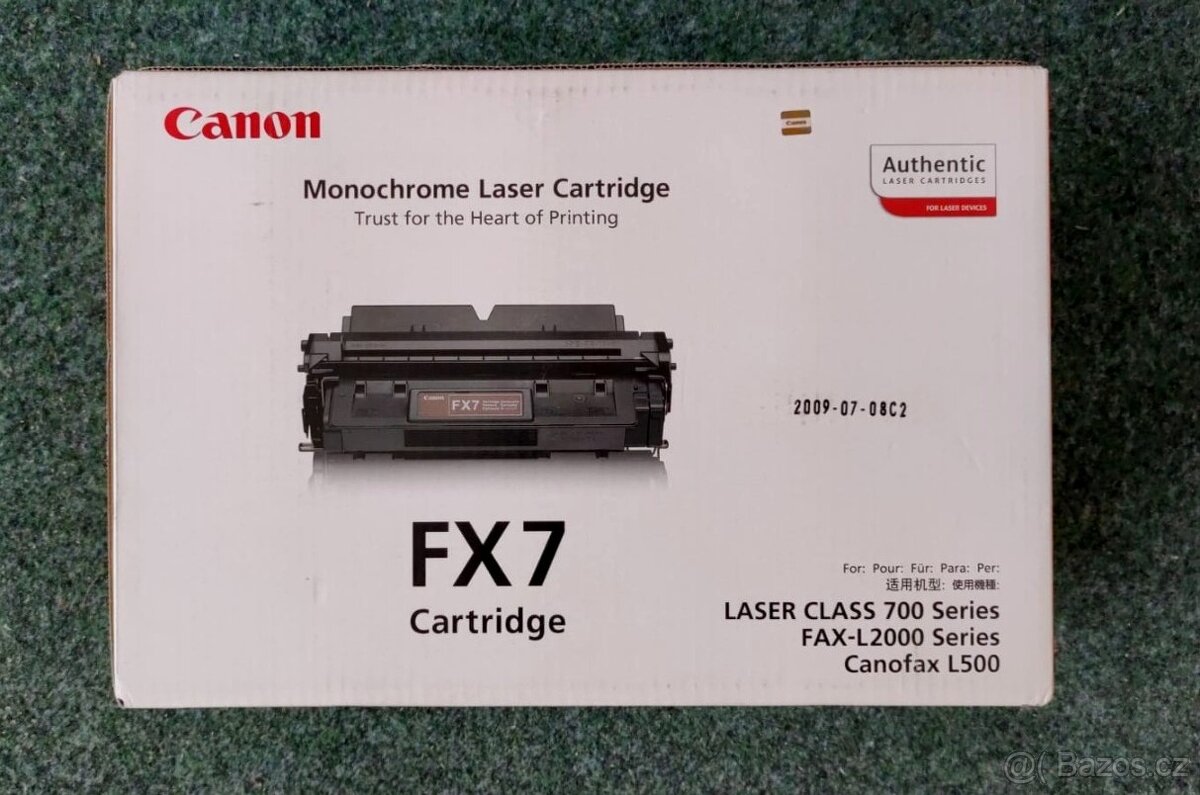 Canon
Canon
Authentic
LASER CARTRIDGES
FOR LASER DEVICES
Monochrome Laser Cartridge
Trust for the Heart of Printing
Canon
FX7
2009-07-08C2
FX7
Cartridge
For: Pour: Für: Para: Per:
适用机型: 使用機種:
LASER CLASS 700 Series
FAX-L2000 Series
Canofax L500
@( Bazos.cz